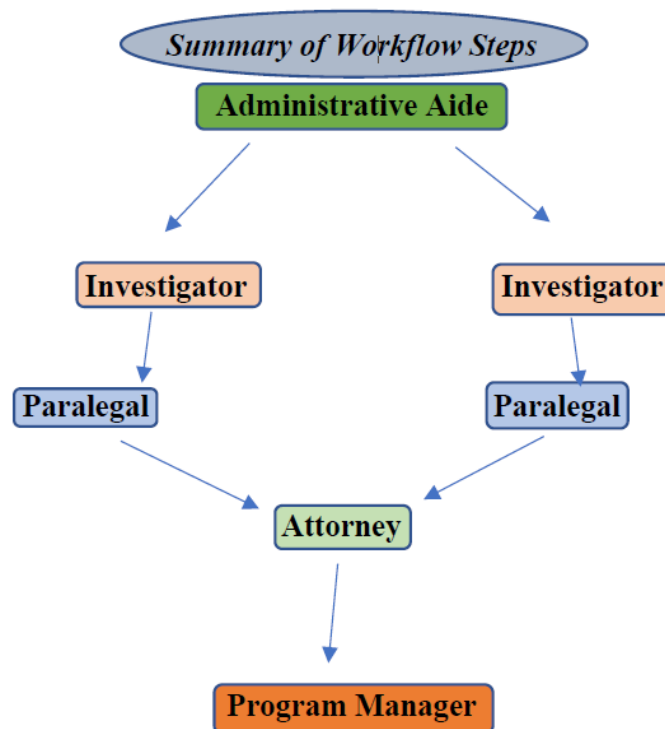 Summary of Workflow Steps
Administrative Aide
Investigator
Investigator
Paralegal
Paralegal
Attorney
Program Manager